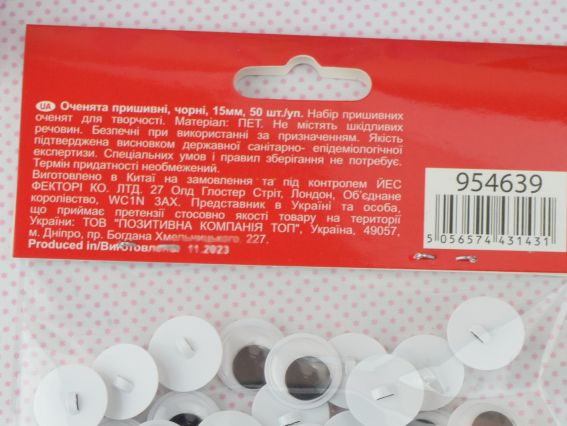 UA Оченята пришивні, чорні, 15мм, 50 шт./уп. Набір пришивних
оченят для творчості. Матеріал: ПЕТ. Не містять шкідливих
речовин. Безпечні при використанні за призначенням. Якість
підтверджена висновком державної санітарно- епідеміологічної
експертизи. Спеціальних умов і правил зберігання не потребує.
Термін придатності необмежений.
Виготовлено в Китаї на замовлення та під контролем ЙЕС
ФЕКТОРІ КО. ЛТД. 27 Олд Глостер Стріт, Лондон, Об'єднане
королівство, WC1N 3AX. Представник в Україні та особа,
що приймає претензії стосовно якості товару на території
України: ТОВ "ПОЗИТИВНА КОМПАНІЯ ТОП", Україна, 49057,
м. Дніпро, пр. Богдана Хмельницького, 227.
Produced in/Виготовлено 11.2023
954639
5 056574 431431